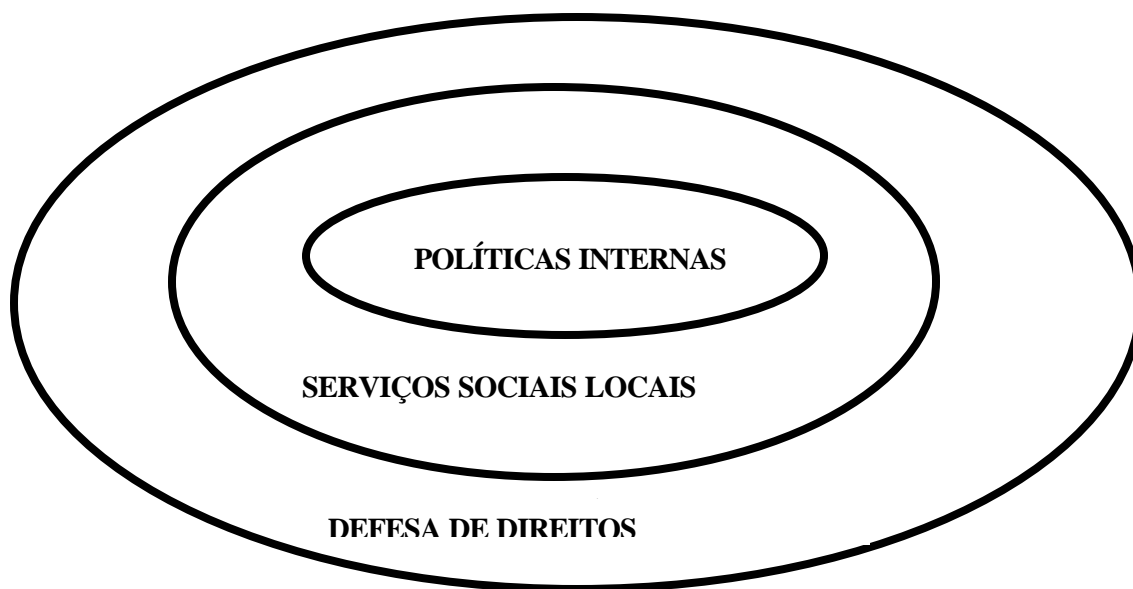 POLÍTICAS INTERNAS
SERVIÇOS SOCIAIS LOCAIS
DEFESA DE DIREITOS